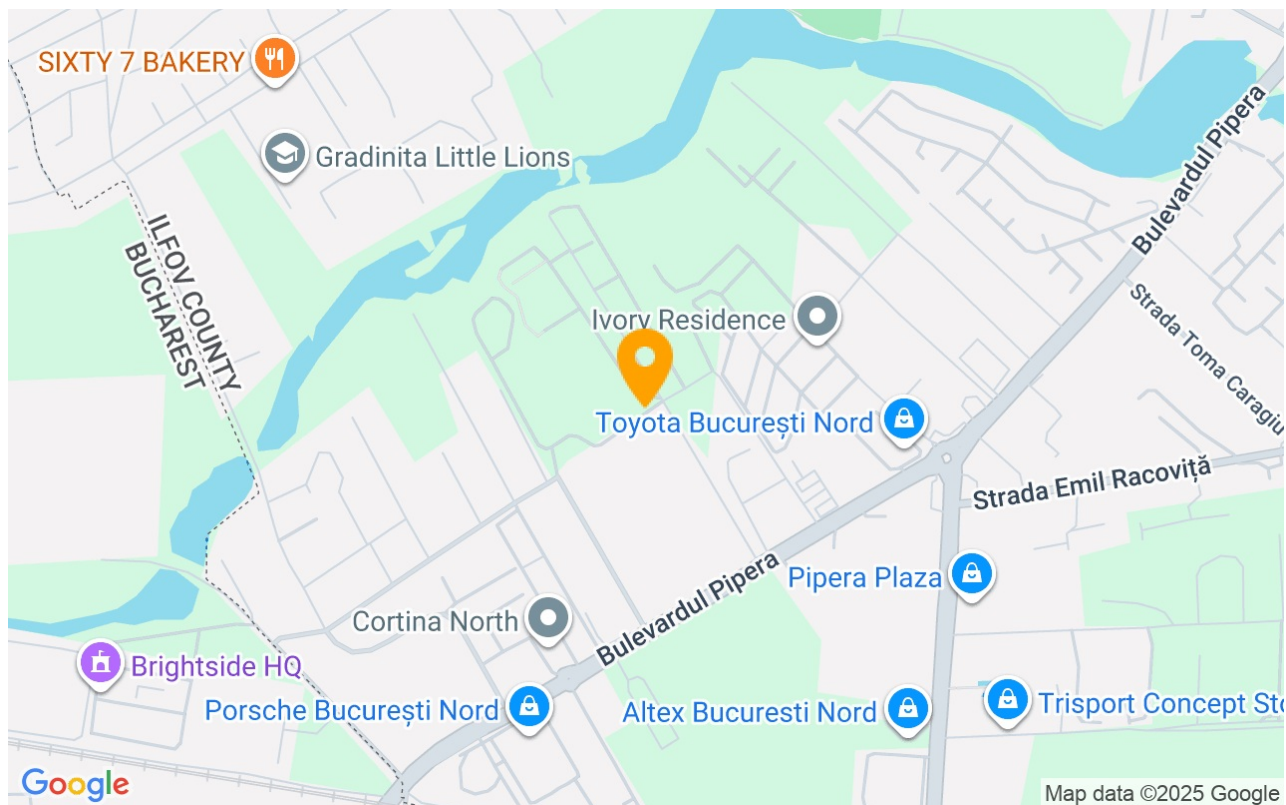 SIXTY 7 BAKERY
Gradinita Little Lions
Bulevardul Pipera
ILFOV COUNTY
BUCHAREST
Ivory Residence
Strada Toma Caragiu
Toyota București Nord
Strada Emil Racoviță
Bulevardul Pipera
Pipera Plaza
Cortina North
Brightside HQ
Porsche București Nord
Altex Bucuresti Nord
Trisport Concept Sto
Google
Map data ©2025 Google